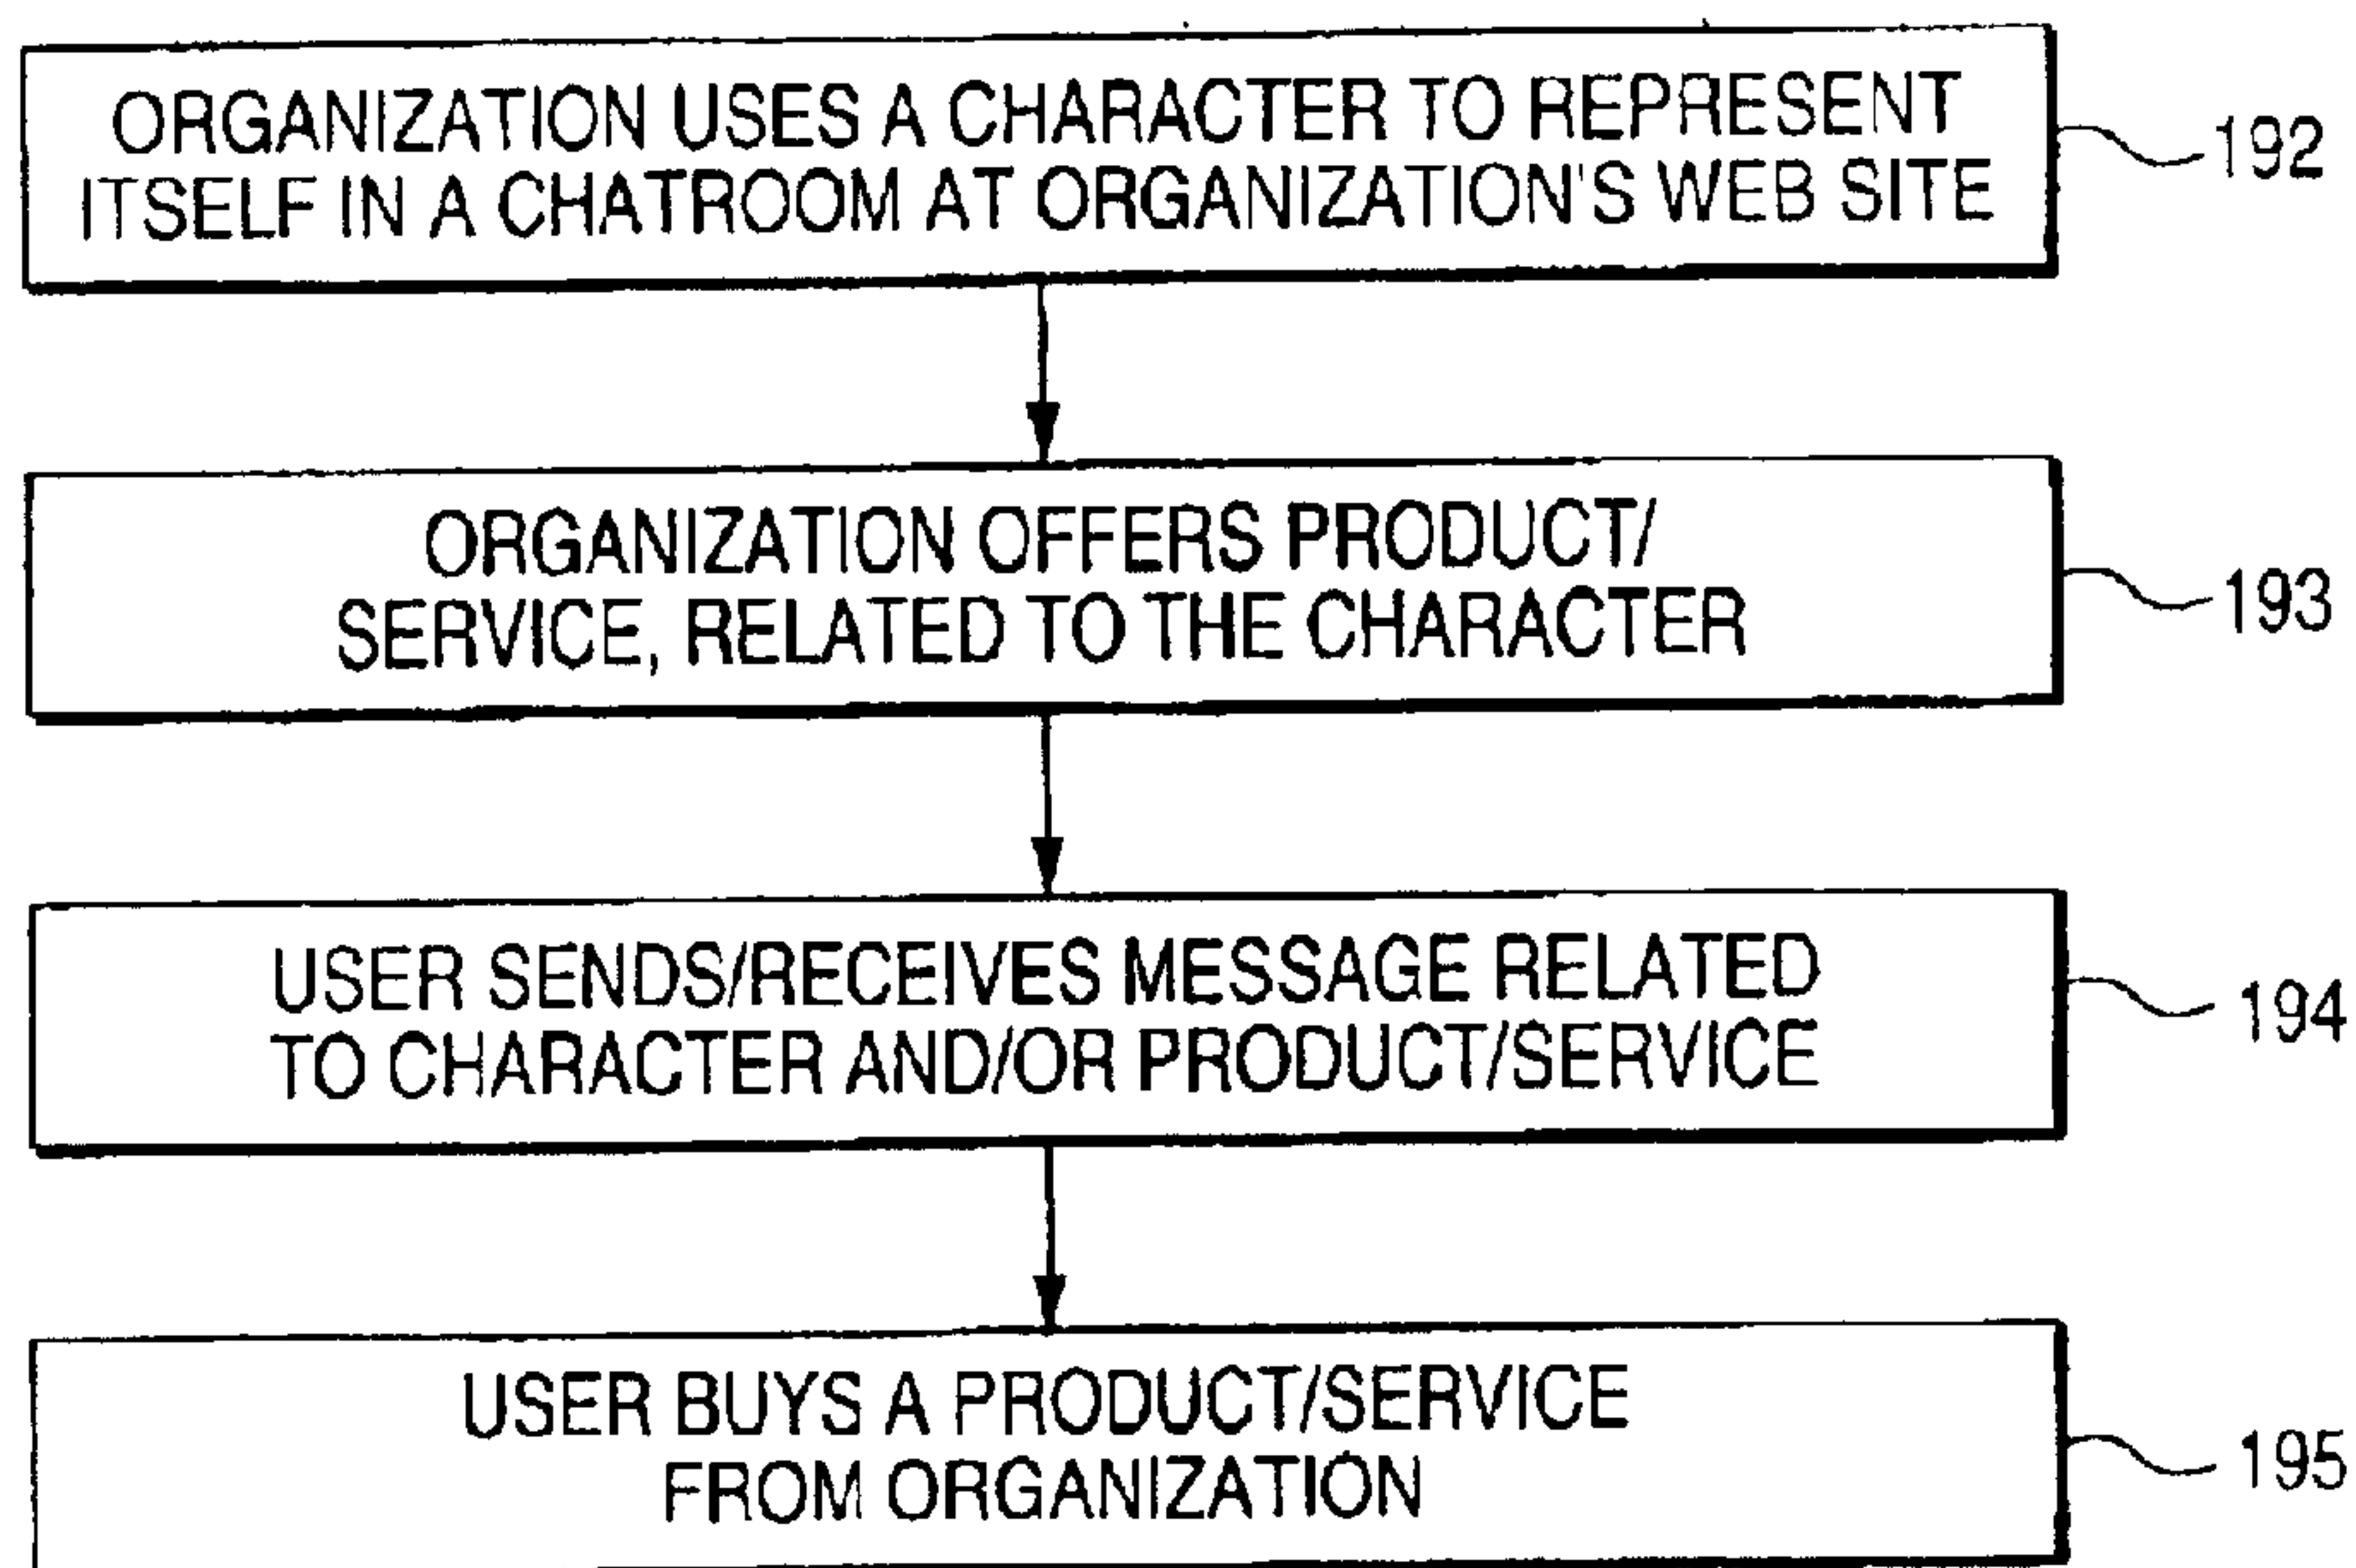 ORGANIZATION USES A CHARACTER TO REPRESENT
ITSELF IN A CHATROOM AT ORGANIZATION'S WEB SITE
192
ORGANIZATION OFFERS PRODUCT/
SERVICE, RELATED TO THE CHARACTER
193
USER SENDS/RECEIVES MESSAGE RELATED
TO CHARACTER AND/OR PRODUCT/SERVICE
194
USER BUYS A PRODUCT/SERVICE
FROM ORGANIZATION
195